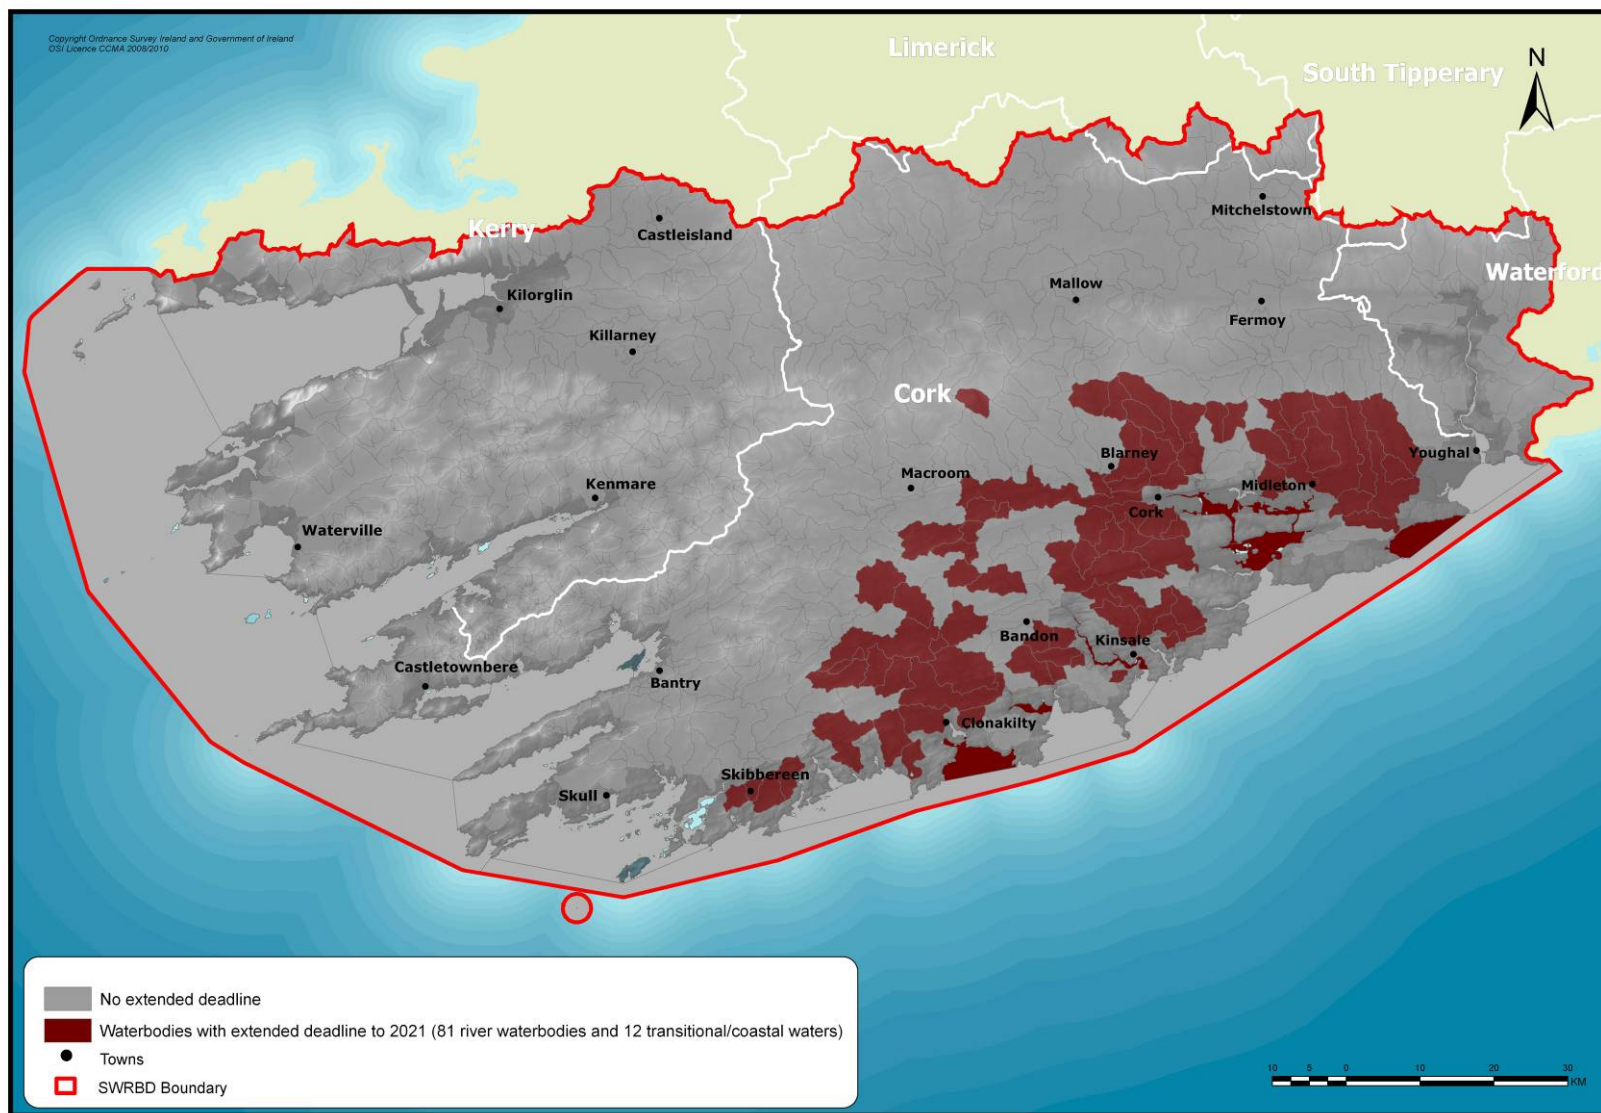 Copyright Ordnance Survey Ireland and Government of Ireland
OSI Licence CCMA 2008/2010
Limerick
South Tipperary
N
Mitchelstown
Kerry
Castleisland
Waterford
Mallow
Kilorglin
Fermoy
Killarney
Cork
Youghal
Blarney
Macroom
Midleton
Kenmare
Cork
Waterville
Bandon
Kinsale
Castletownbere
Bantry
Clonakilty
Skibbereen
Skull
No extended deadline
Waterbodies with extended deadline to 2021 (81 river waterbodies and 12 transitional/coastal waters)
Towns
SWRBD Boundary
10 5 0 10 20 30
KM